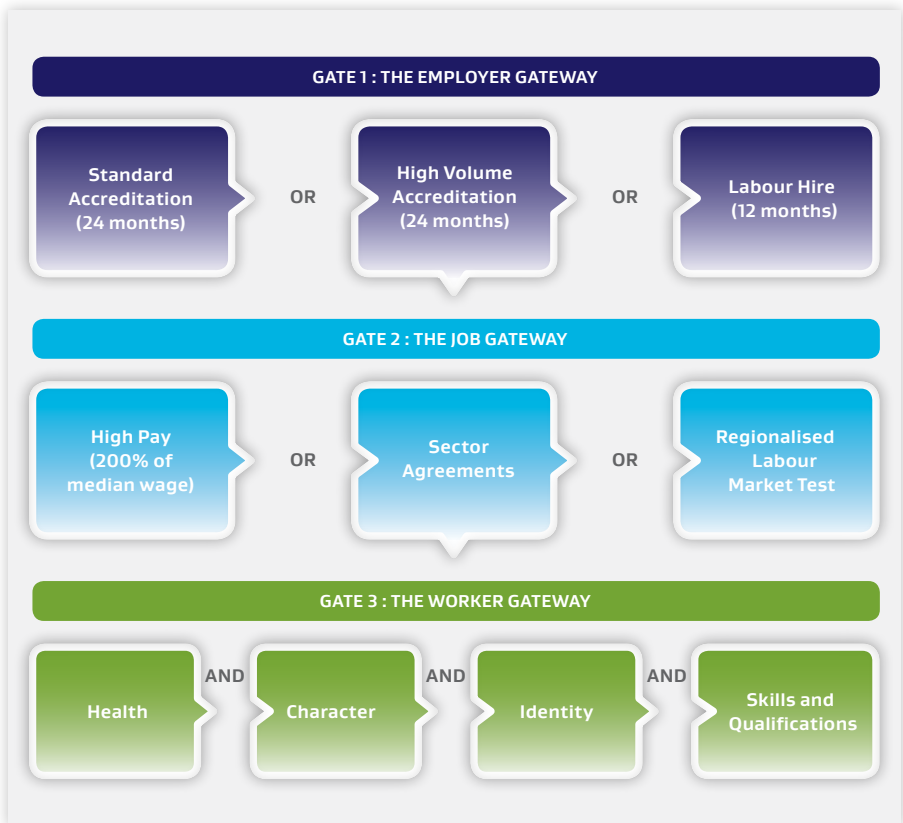 GATE 1 : THE EMPLOYER GATEWAY
Standard
Accreditation
(24 months)
OR
High Volume
Accreditation
(24 months)
OR
Labour Hire
(12 months)
GATE 2 : THE JOB GATEWAY
High Pay
(200% of
median wage)
OR
Sector
Agreements
OR
Regionalised
Labour
Market Test
GATE 3 : THE WORKER GATEWAY
Health
AND
Character
AND
Identity
AND
Skills and
Qualifications